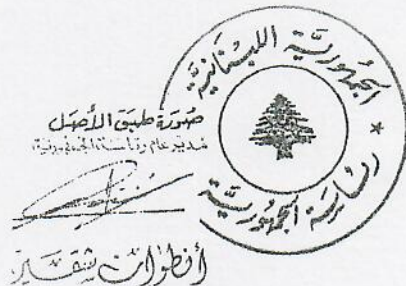 الجمهورية اللبنانية
رئاسة الجمهورية
صورة طبق الأصل
مدير عام رئاسة الجمهورية
أنطوان شقير